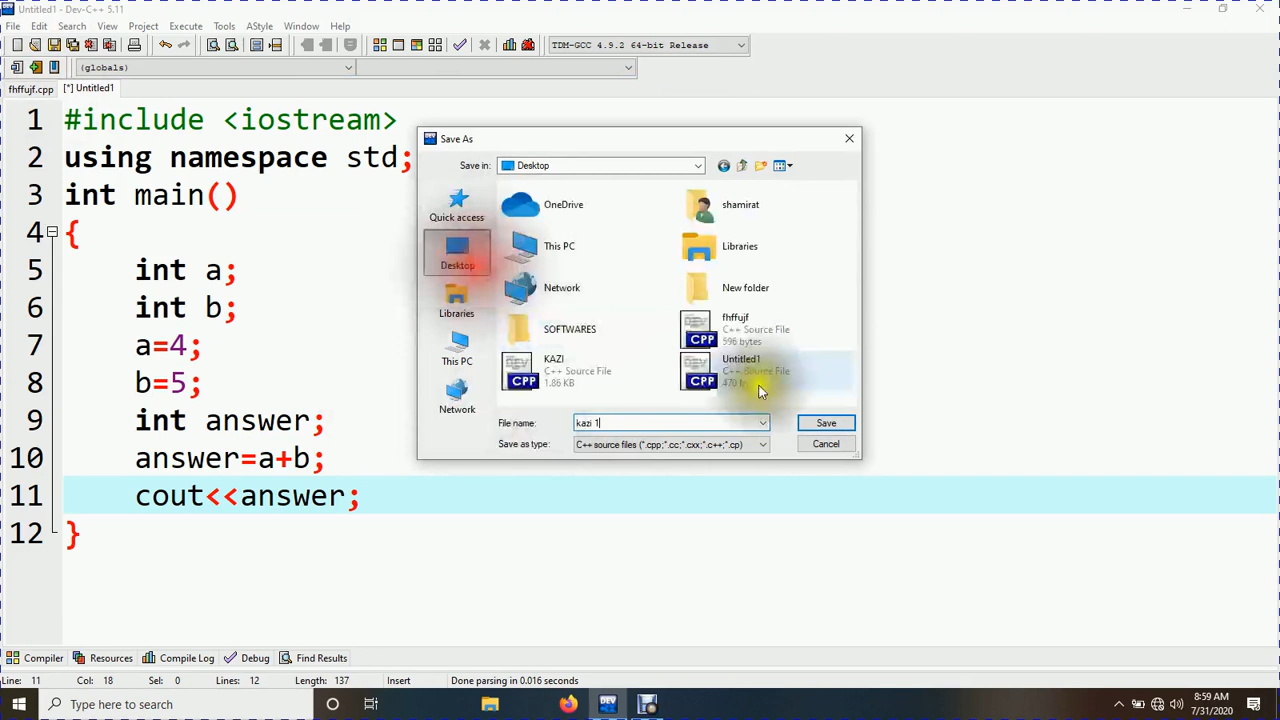 Untitled1 - Dev-C++ 5.11
File Edit Search View Project Execute Tools AStyle Window Help
TDM-GCC 4.9.2 64-bit Release
(globals)
fhffujf.cpp [*] Untitled1
1 #include <iostream>
2 using namespace std;
3 int main()
4 {
5 int a;
6 int b;
7 a=4;
8 b=5;
9 int answer;
10 answer=a+b;
11 cout<<answer;
12 }
Save As
Save in: Desktop
Quick access
Desktop
Libraries
This PC
Network
OneDrive
shamirat
This PC
Libraries
Network
New folder
SOFTWARES
fhffujf
C++ Source File
596 bytes
KAZI
C++ Source File
1.86 KB
Untitled1
C++ Source File
470
File name: kazi 1 Save
Save as type: C++ source files (*.cpp;*.cc;*.cxx;*.c++;*.cp) Cancel
Compiler Resources Compile Log Debug Find Results
Line: 11 Col: 18 Sel: 0 Lines: 12 Length: 137 Insert Done parsing in 0.016 seconds
Type here to search
8:59 AM
7/31/2020